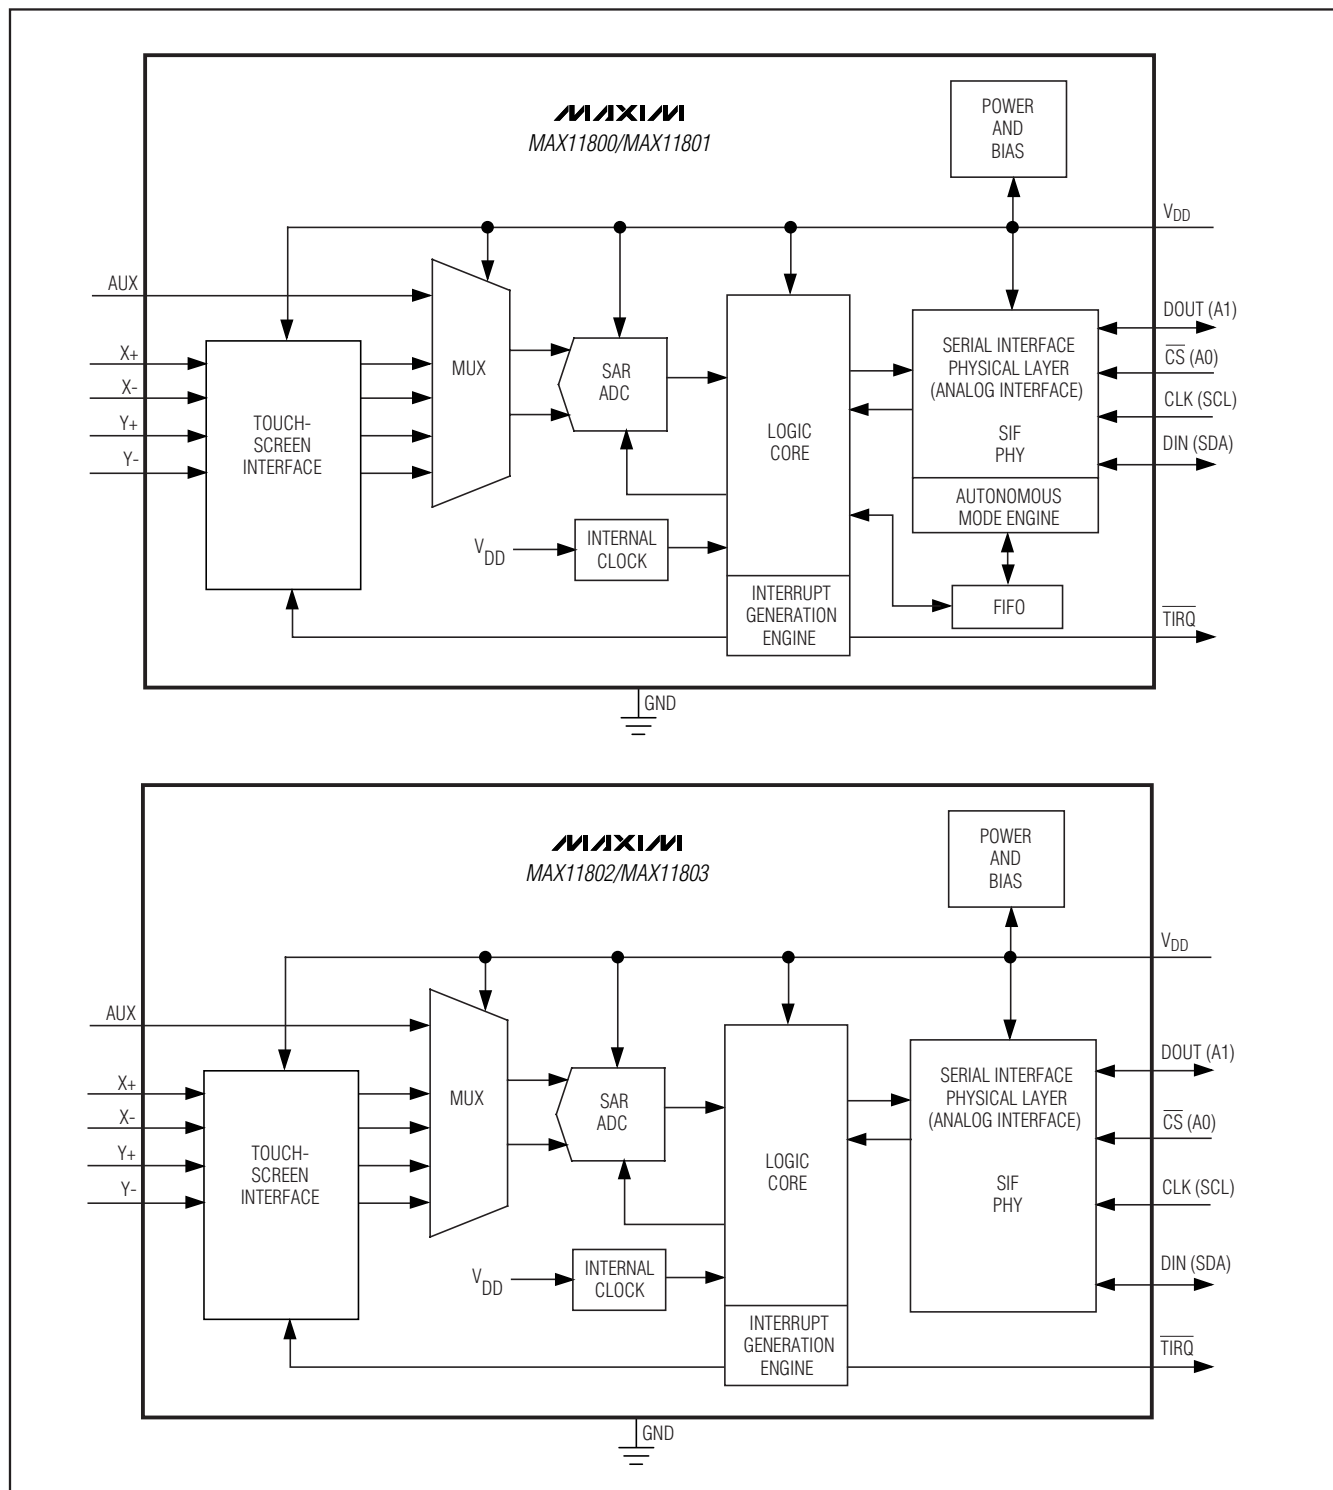 MAXIM
MAX11800/MAX11801
POWER
AND
BIAS
VDD
AUX
X+
X-
Y+
Y-
TOUCH-
SCREEN
INTERFACE
MUX
SAR
ADC
LOGIC
CORE
SERIAL INTERFACE
PHYSICAL LAYER
(ANALOG INTERFACE)
SIF
PHY
AUTONOMOUS
MODE ENGINE
DOUT (A1)
C̅S̅ (A0)
CLK (SCL)
DIN (SDA)
VDD
INTERNAL
CLOCK
INTERRUPT
GENERATION
ENGINE
FIFO
T̅I̅R̅Q̅
GND
MAXIM
MAX11802/MAX11803
POWER
AND
BIAS
VDD
AUX
X+
X-
Y+
Y-
TOUCH-
SCREEN
INTERFACE
MUX
SAR
ADC
LOGIC
CORE
SERIAL INTERFACE
PHYSICAL LAYER
(ANALOG INTERFACE)
SIF
PHY
DOUT (A1)
C̅S̅ (A0)
CLK (SCL)
DIN (SDA)
VDD
INTERNAL
CLOCK
INTERRUPT
GENERATION
ENGINE
T̅I̅R̅Q̅
GND